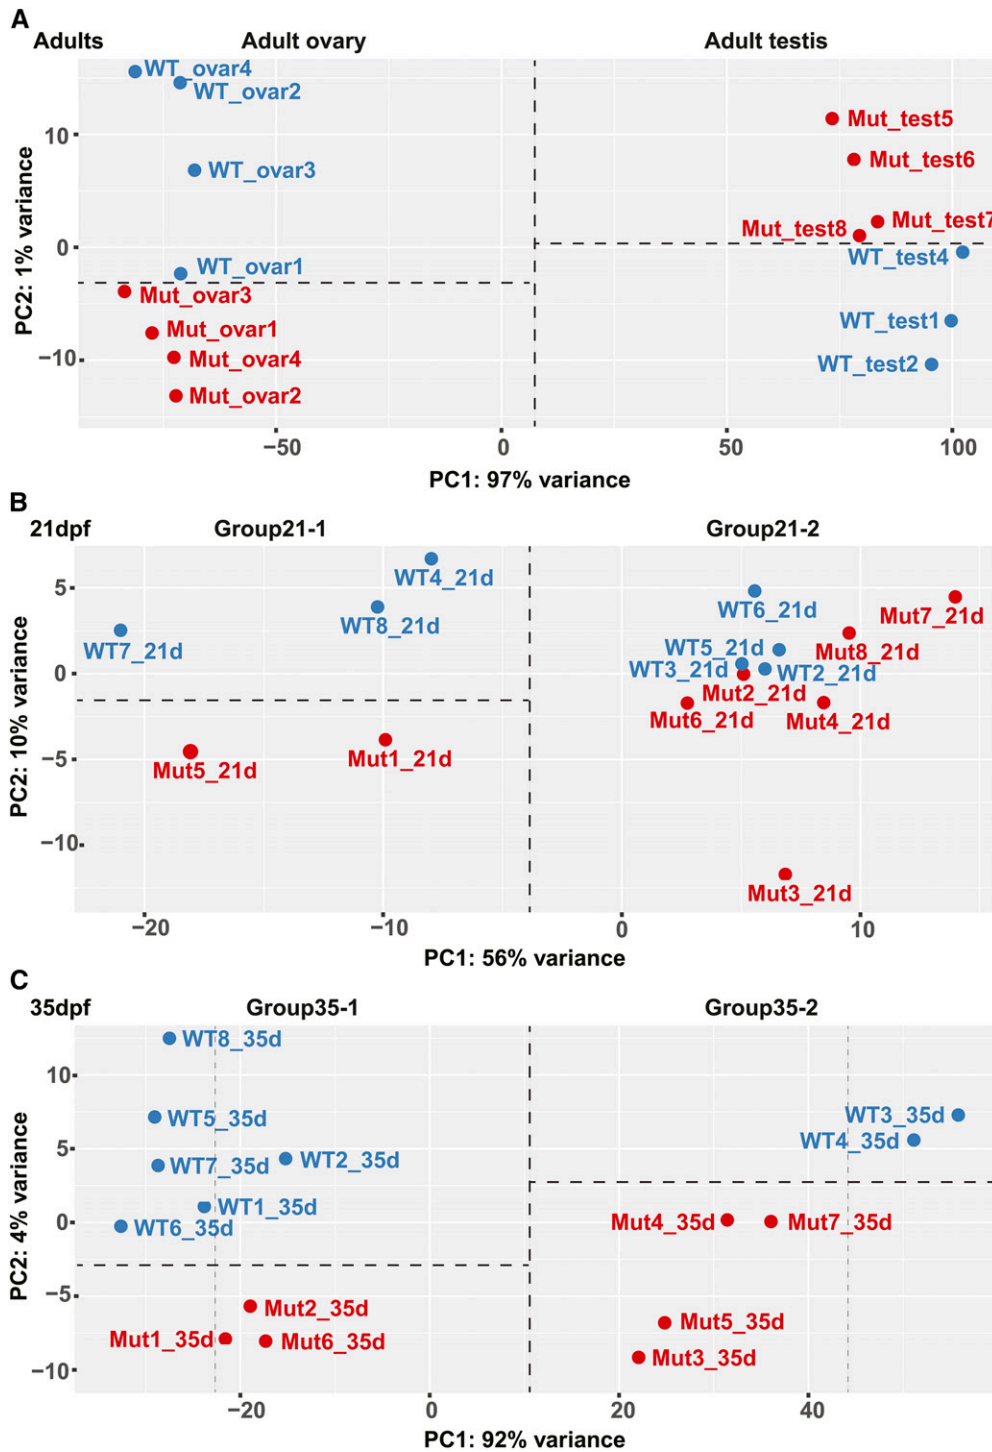 A
Adults Adult ovary Adult testis
WT_ovar4
WT_ovar2
WT_ovar3
WT_ovar1
Mut_ovar3
Mut_ovar1
Mut_ovar4
Mut_ovar2
Mut_test5
Mut_test6
Mut_test7
Mut_test8
WT_test4
WT_test1
WT_test2
10
0
−10
PC2: 1% variance
−50 0 50 100
PC1: 97% variance
B
21dpf Group21-1 Group21-2
WT4_21d
WT8_21d
WT7_21d
Mut5_21d
Mut1_21d
WT6_21d
Mut7_21d
WT5_21d
Mut8_21d
WT3_21d
WT2_21d
Mut2_21d
Mut6_21d
Mut4_21d
Mut3_21d
5
0
−5
−10
PC2: 10% variance
−20 −10 0 10
PC1: 56% variance
C
35dpf Group35-1 Group35-2
WT8_35d
WT5_35d
WT7_35d
WT2_35d
WT1_35d
WT6_35d
Mut2_35d
Mut1_35d
Mut6_35d
WT3_35d
WT4_35d
Mut4_35d
Mut7_35d
Mut5_35d
Mut3_35d
10
5
0
−5
−10
PC2: 4% variance
−20 0 20 40
PC1: 92% variance